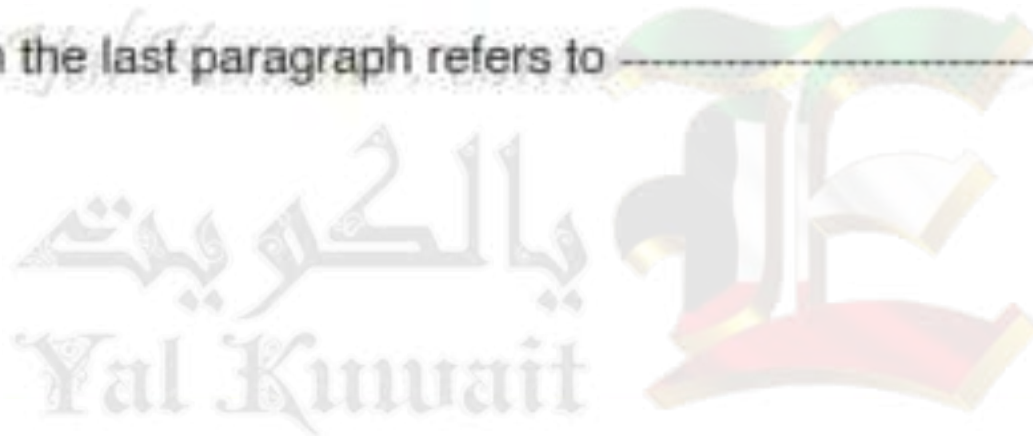 the last paragraph refers to ------------------------------
يالكويت
Yal Kuwait